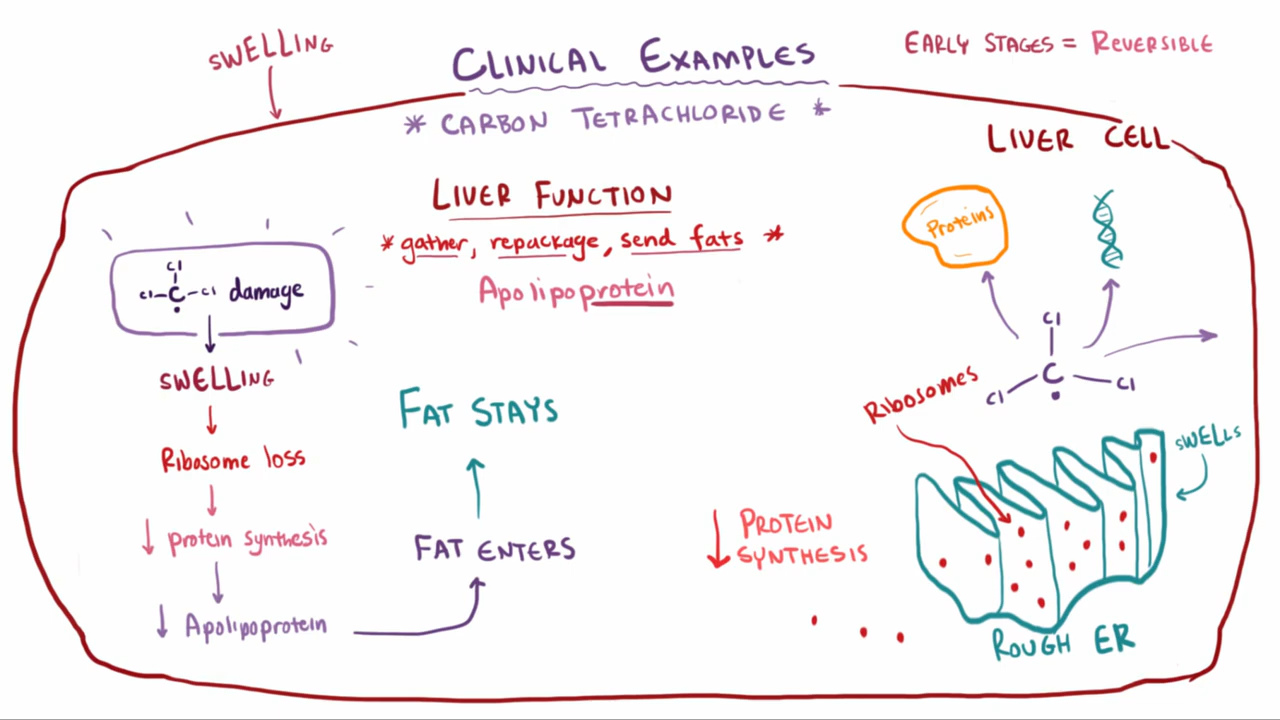 SWELLING
CLINICAL EXAMPLES
EARLY STAGES = REVERSIBLE
* CARBON TETRACHLORIDE *
LIVER CELL
LIVER FUNCTION
* gather, repackage, send fats *
Apolipoprotein
Cl
Cl-C-Cl damage
SWELLING
Ribosome loss
↓ protein synthesis
↓ Apolipoprotein
FAT STAYS
FAT ENTERS
Proteins
Cl
C
Cl
Cl
Ribosomes
SWELLS
↓ PROTEIN
SYNTHESIS
ROUGH ER